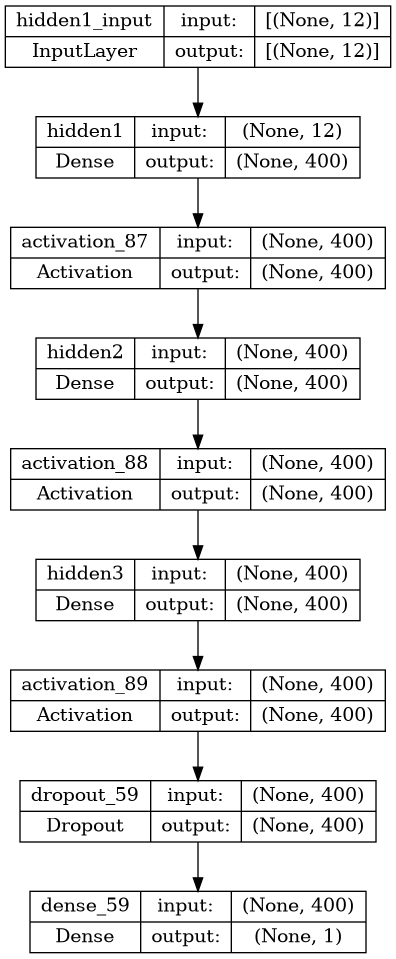 hidden1_input input: [(None, 12)]
InputLayer output: [(None, 12)]
hidden1 input: (None, 12)
Dense output: (None, 400)
activation_87 input: (None, 400)
Activation output: (None, 400)
hidden2 input: (None, 400)
Dense output: (None, 400)
activation_88 input: (None, 400)
Activation output: (None, 400)
hidden3 input: (None, 400)
Dense output: (None, 400)
activation_89 input: (None, 400)
Activation output: (None, 400)
dropout_59 input: (None, 400)
Dropout output: (None, 400)
dense_59 input: (None, 400)
Dense output: (None, 1)